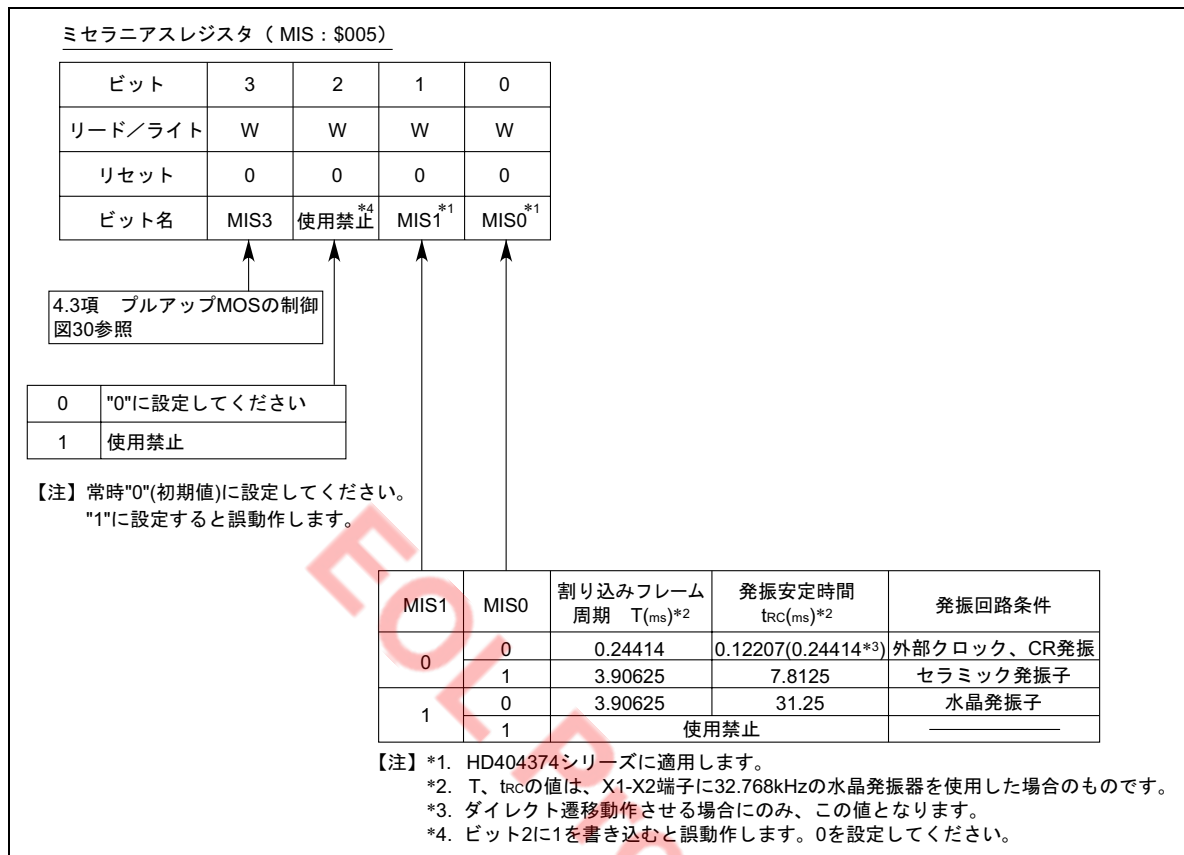 ミセラニアスレジスタ（ MIS : $005）
ビット 3 2 1 0
リード／ライト W W W W
リセット 0 0 0 0
ビット名 MIS3 使用禁止*4 MIS1*1 MIS0*1
4.3項　プルアップMOSの制御
図30参照
0 "0"に設定してください
1 使用禁止
【注】常時"0"(初期値)に設定してください。
"1"に設定すると誤動作します。
MIS1 MIS0 割り込みフレーム周期　T(ms)*2 発振安定時間 tRC(ms)*2 発振回路条件
0 0 0.24414 0.12207(0.24414*3) 外部クロック、CR発振
1 3.90625 7.8125 セラミック発振子
1 0 3.90625 31.25 水晶発振子
1 使用禁止 ————
【注】*1. HD404374シリーズに適用します。
*2. T、tRCの値は、X1-X2端子に32.768kHzの水晶発振器を使用した場合のものです。
*3. ダイレクト遷移動作させる場合にのみ、この値となります。
*4. ビット2に1を書き込むと誤動作します。0を設定してください。
EOL Pro